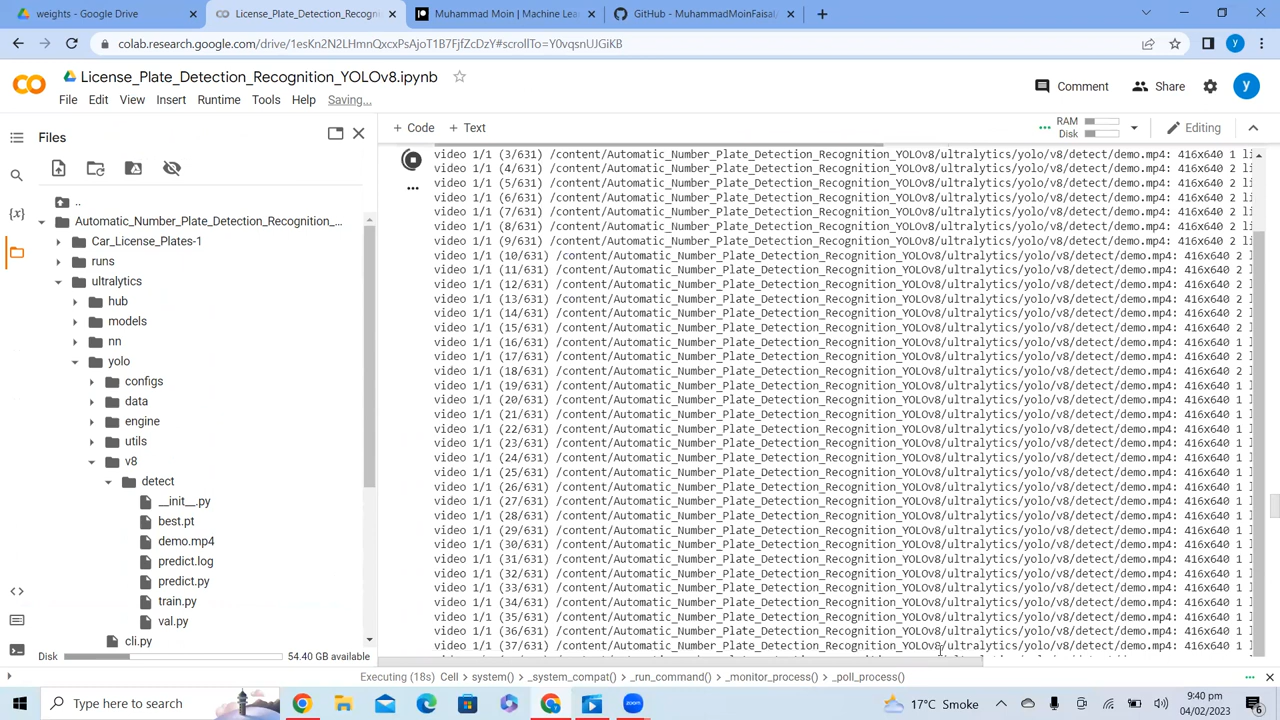 weights - Google Drive
License_Plate_Detection_Recogni
Muhammad Moin | Machine Lea
GitHub - MuhammadMoinFaisal/
colab.research.google.com/drive/1esKn2N2LHmnQxcxPsAjoT1B7FjfZcDzY#scrollTo=Y0vqsnUJGiKB
License_Plate_Detection_Recognition_YOLOv8.ipynb
Comment
Share
File Edit View Insert Runtime Tools Help Saving...
Files
+ Code + Text
RAM
Disk
Editing
..
Automatic_Number_Plate_Detection_Recognition_...
Car_License_Plates-1
runs
ultralytics
hub
models
nn
yolo
configs
data
engine
utils
v8
detect
__init__.py
best.pt
demo.mp4
predict.log
predict.py
train.py
val.py
cli.py
Disk 54.40 GB available
video 1/1 (3/631) /content/Automatic_Number_Plate_Detection_Recognition_YOLOv8/ultralytics/yolo/v8/detect/demo.mp4: 416x640 1 li
video 1/1 (4/631) /content/Automatic_Number_Plate_Detection_Recognition_YOLOv8/ultralytics/yolo/v8/detect/demo.mp4: 416x640 2 li
video 1/1 (5/631) /content/Automatic_Number_Plate_Detection_Recognition_YOLOv8/ultralytics/yolo/v8/detect/demo.mp4: 416x640 2 li
video 1/1 (6/631) /content/Automatic_Number_Plate_Detection_Recognition_YOLOv8/ultralytics/yolo/v8/detect/demo.mp4: 416x640 2 li
video 1/1 (7/631) /content/Automatic_Number_Plate_Detection_Recognition_YOLOv8/ultralytics/yolo/v8/detect/demo.mp4: 416x640 2 li
video 1/1 (8/631) /content/Automatic_Number_Plate_Detection_Recognition_YOLOv8/ultralytics/yolo/v8/detect/demo.mp4: 416x640 2 li
video 1/1 (9/631) /content/Automatic_Number_Plate_Detection_Recognition_YOLOv8/ultralytics/yolo/v8/detect/demo.mp4: 416x640 2 li
video 1/1 (10/631) /content/Automatic_Number_Plate_Detection_Recognition_YOLOv8/ultralytics/yolo/v8/detect/demo.mp4: 416x640 2
video 1/1 (11/631) /content/Automatic_Number_Plate_Detection_Recognition_YOLOv8/ultralytics/yolo/v8/detect/demo.mp4: 416x640 2
video 1/1 (12/631) /content/Automatic_Number_Plate_Detection_Recognition_YOLOv8/ultralytics/yolo/v8/detect/demo.mp4: 416x640 2
video 1/1 (13/631) /content/Automatic_Number_Plate_Detection_Recognition_YOLOv8/ultralytics/yolo/v8/detect/demo.mp4: 416x640 2
video 1/1 (14/631) /content/Automatic_Number_Plate_Detection_Recognition_YOLOv8/ultralytics/yolo/v8/detect/demo.mp4: 416x640 2
video 1/1 (15/631) /content/Automatic_Number_Plate_Detection_Recognition_YOLOv8/ultralytics/yolo/v8/detect/demo.mp4: 416x640 2
video 1/1 (16/631) /content/Automatic_Number_Plate_Detection_Recognition_YOLOv8/ultralytics/yolo/v8/detect/demo.mp4: 416x640 1
video 1/1 (17/631) /content/Automatic_Number_Plate_Detection_Recognition_YOLOv8/ultralytics/yolo/v8/detect/demo.mp4: 416x640 2
video 1/1 (18/631) /content/Automatic_Number_Plate_Detection_Recognition_YOLOv8/ultralytics/yolo/v8/detect/demo.mp4: 416x640 2
video 1/1 (19/631) /content/Automatic_Number_Plate_Detection_Recognition_YOLOv8/ultralytics/yolo/v8/detect/demo.mp4: 416x640 1
video 1/1 (20/631) /content/Automatic_Number_Plate_Detection_Recognition_YOLOv8/ultralytics/yolo/v8/detect/demo.mp4: 416x640 1
video 1/1 (21/631) /content/Automatic_Number_Plate_Detection_Recognition_YOLOv8/ultralytics/yolo/v8/detect/demo.mp4: 416x640 1
video 1/1 (22/631) /content/Automatic_Number_Plate_Detection_Recognition_YOLOv8/ultralytics/yolo/v8/detect/demo.mp4: 416x640 1
video 1/1 (23/631) /content/Automatic_Number_Plate_Detection_Recognition_YOLOv8/ultralytics/yolo/v8/detect/demo.mp4: 416x640 1
video 1/1 (24/631) /content/Automatic_Number_Plate_Detection_Recognition_YOLOv8/ultralytics/yolo/v8/detect/demo.mp4: 416x640 1
video 1/1 (25/631) /content/Automatic_Number_Plate_Detection_Recognition_YOLOv8/ultralytics/yolo/v8/detect/demo.mp4: 416x640 1
video 1/1 (26/631) /content/Automatic_Number_Plate_Detection_Recognition_YOLOv8/ultralytics/yolo/v8/detect/demo.mp4: 416x640 1
video 1/1 (27/631) /content/Automatic_Number_Plate_Detection_Recognition_YOLOv8/ultralytics/yolo/v8/detect/demo.mp4: 416x640 1
video 1/1 (28/631) /content/Automatic_Number_Plate_Detection_Recognition_YOLOv8/ultralytics/yolo/v8/detect/demo.mp4: 416x640 1
video 1/1 (29/631) /content/Automatic_Number_Plate_Detection_Recognition_YOLOv8/ultralytics/yolo/v8/detect/demo.mp4: 416x640 1
video 1/1 (30/631) /content/Automatic_Number_Plate_Detection_Recognition_YOLOv8/ultralytics/yolo/v8/detect/demo.mp4: 416x640 1
video 1/1 (31/631) /content/Automatic_Number_Plate_Detection_Recognition_YOLOv8/ultralytics/yolo/v8/detect/demo.mp4: 416x640 1
video 1/1 (32/631) /content/Automatic_Number_Plate_Detection_Recognition_YOLOv8/ultralytics/yolo/v8/detect/demo.mp4: 416x640 1
video 1/1 (33/631) /content/Automatic_Number_Plate_Detection_Recognition_YOLOv8/ultralytics/yolo/v8/detect/demo.mp4: 416x640 1
video 1/1 (34/631) /content/Automatic_Number_Plate_Detection_Recognition_YOLOv8/ultralytics/yolo/v8/detect/demo.mp4: 416x640 1
video 1/1 (35/631) /content/Automatic_Number_Plate_Detection_Recognition_YOLOv8/ultralytics/yolo/v8/detect/demo.mp4: 416x640 1
video 1/1 (36/631) /content/Automatic_Number_Plate_Detection_Recognition_YOLOv8/ultralytics/yolo/v8/detect/demo.mp4: 416x640 1
video 1/1 (37/631) /content/Automatic_Number_Plate_Detection_Recognition_YOLOv8/ultralytics/yolo/v8/detect/demo.mp4: 416x640 1
Executing (18s) Cell > system() > _system_compat() > _run_command() > _monitor_process() > _poll_process()
Type here to search
zoom
17°C Smoke
9:40 pm
04/02/2023
6